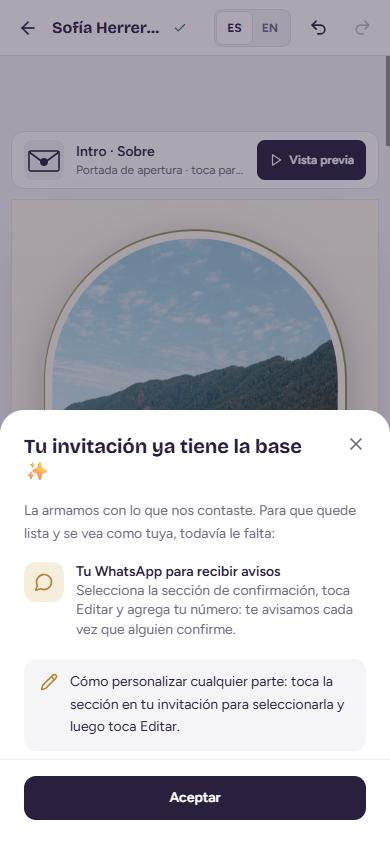 Sofía Herrer...
ES
EN
Intro · Sobre
Portada de apertura · toca par...
Vista previa
Tu invitación ya tiene la base
✨
La armamos con lo que nos contaste. Para que quede
lista y se vea como tuya, todavía le falta:
Tu WhatsApp para recibir avisos
Selecciona la sección de confirmación, toca
Editar y agrega tu número: te avisamos cada
vez que alguien confirme.
Cómo personalizar cualquier parte: toca la
sección en tu invitación para seleccionarla y
luego toca Editar.
Aceptar